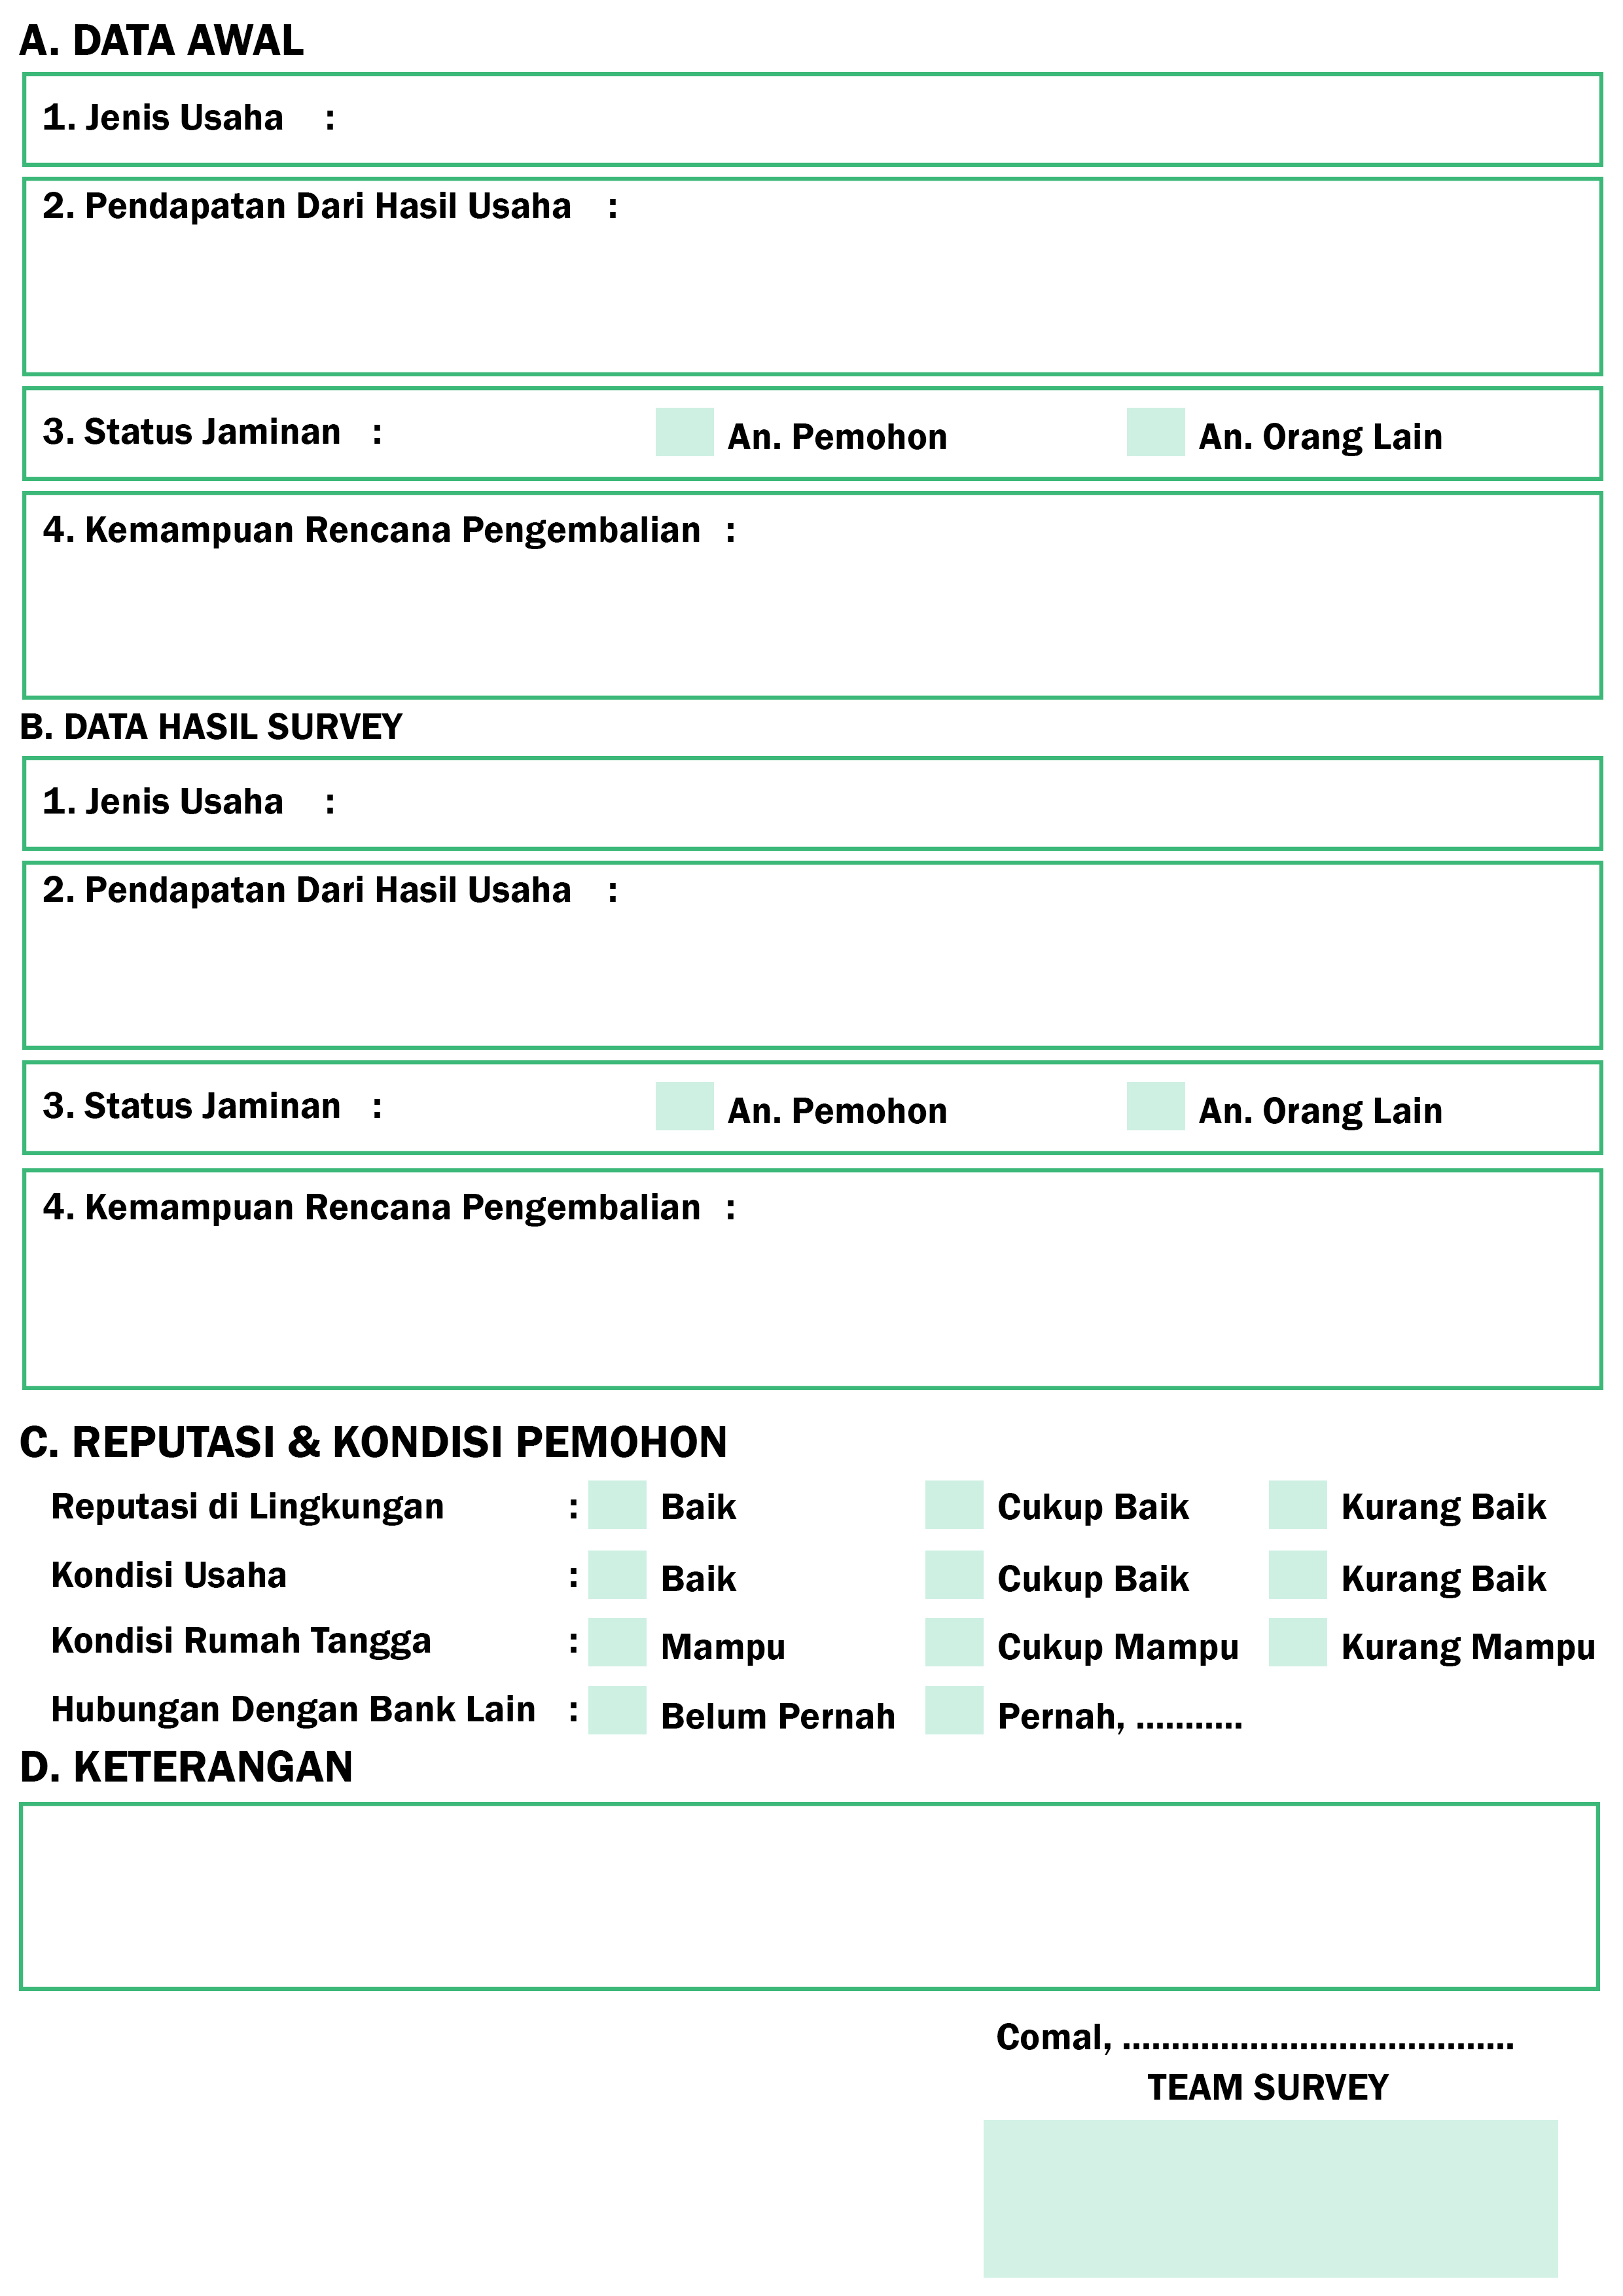 A. DATA AWAL
1. Jenis Usaha :
2. Pendapatan Dari Hasil Usaha :
3. Status Jaminan : An. Pemohon An. Orang Lain
4. Kemampuan Rencana Pengembalian :
B. DATA HASIL SURVEY
1. Jenis Usaha :
2. Pendapatan Dari Hasil Usaha :
3. Status Jaminan : An. Pemohon An. Orang Lain
4. Kemampuan Rencana Pengembalian :
C. REPUTASI & KONDISI PEMOHON
Reputasi di Lingkungan : Baik Cukup Baik Kurang Baik
Kondisi Usaha : Baik Cukup Baik Kurang Baik
Kondisi Rumah Tangga : Mampu Cukup Mampu Kurang Mampu
Hubungan Dengan Bank Lain : Belum Pernah Pernah, ...........
D. KETERANGAN
Comal, ........................................
TEAM SURVEY